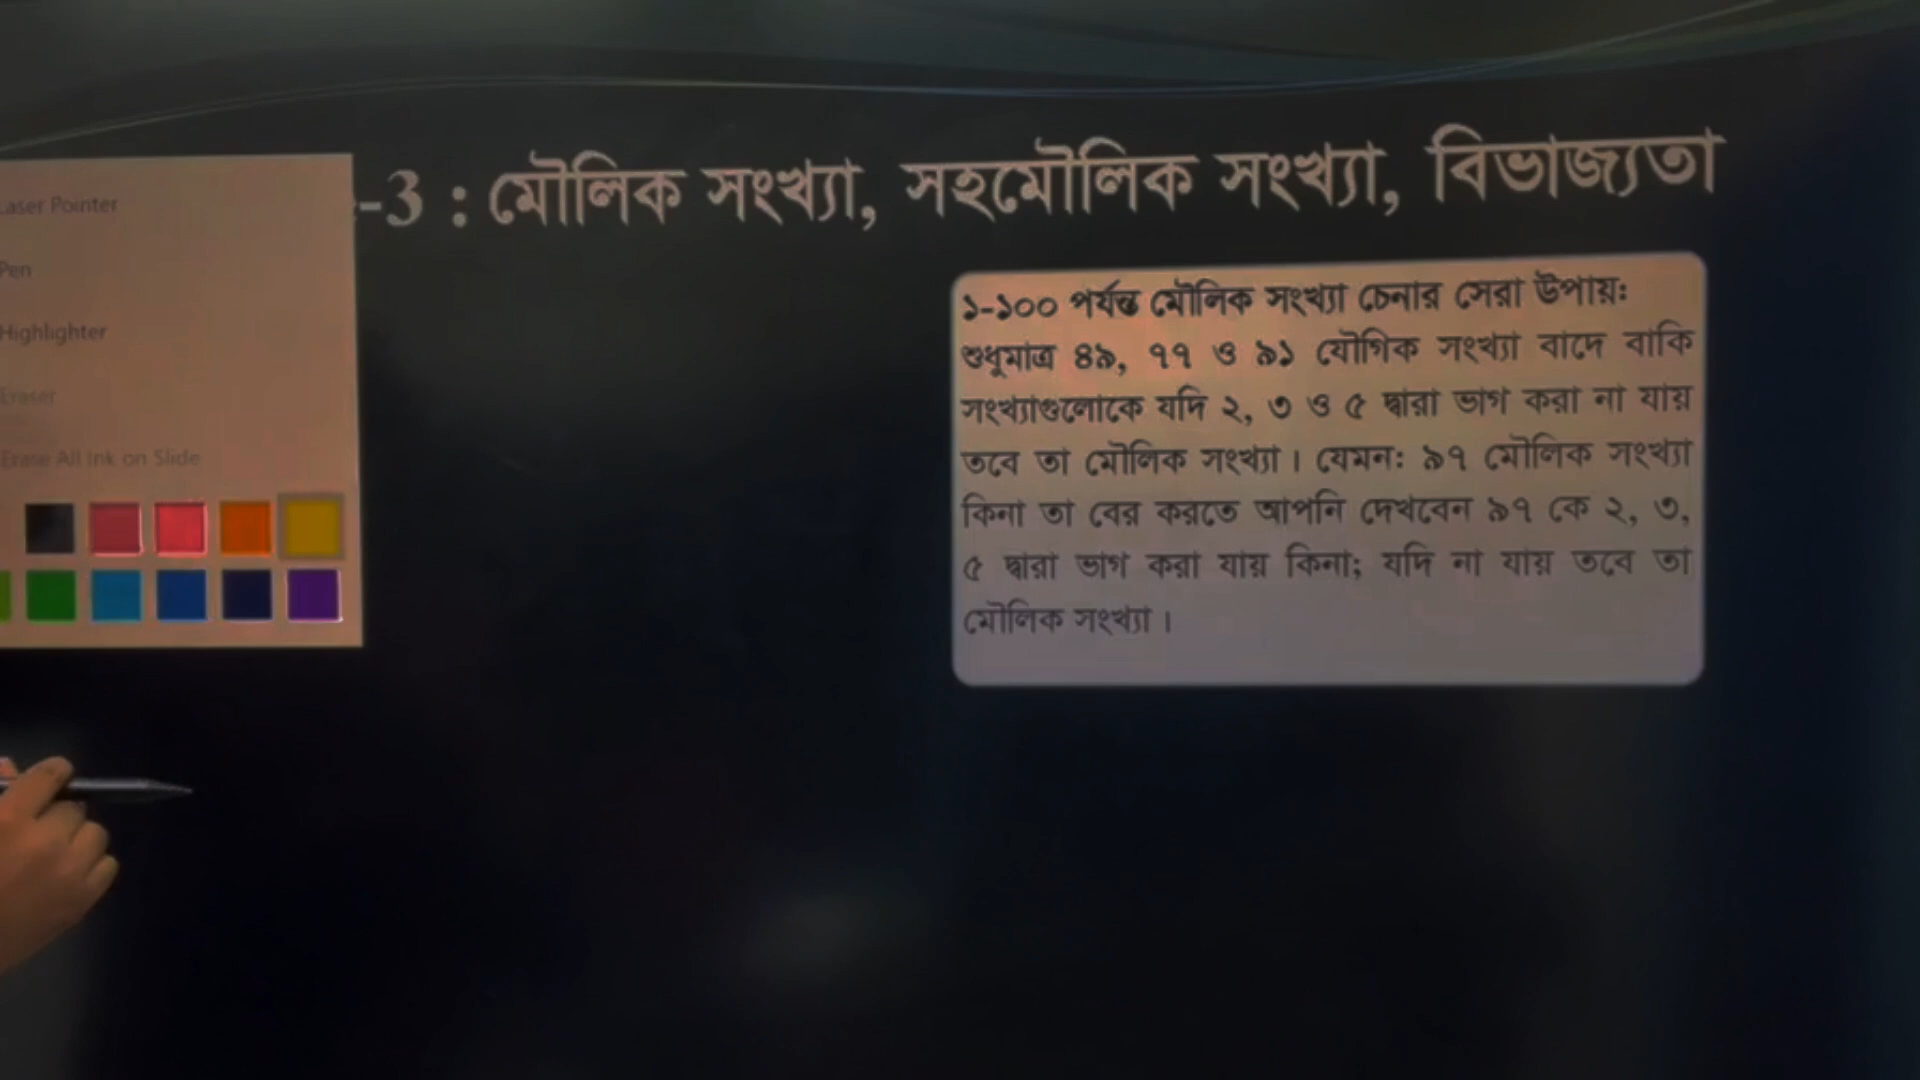 -3 : মৌলিক সংখ্যা, সহমৌলিক সংখ্যা, বিভাজ্যতা
Laser Pointer
Pen
Highlighter
Eraser
Erase All Ink on Slide
১-১০০ পর্যন্ত মৌলিক সংখ্যা চেনার সেরা উপায়ঃ
শুধুমাত্র ৪৯, ৭৭ ও ৯১ যৌগিক সংখ্যা বাদে বাকি
সংখ্যাগুলোকে যদি ২, ৩ ও ৫ দ্বারা ভাগ করা না যায়
তবে তা মৌলিক সংখ্যা। যেমনঃ ৯৭ মৌলিক সংখ্যা
কিনা তা বের করতে আপনি দেখবেন ৯৭ কে ২, ৩,
৫ দ্বারা ভাগ করা যায় কিনা; যদি না যায় তবে তা
মৌলিক সংখ্যা।